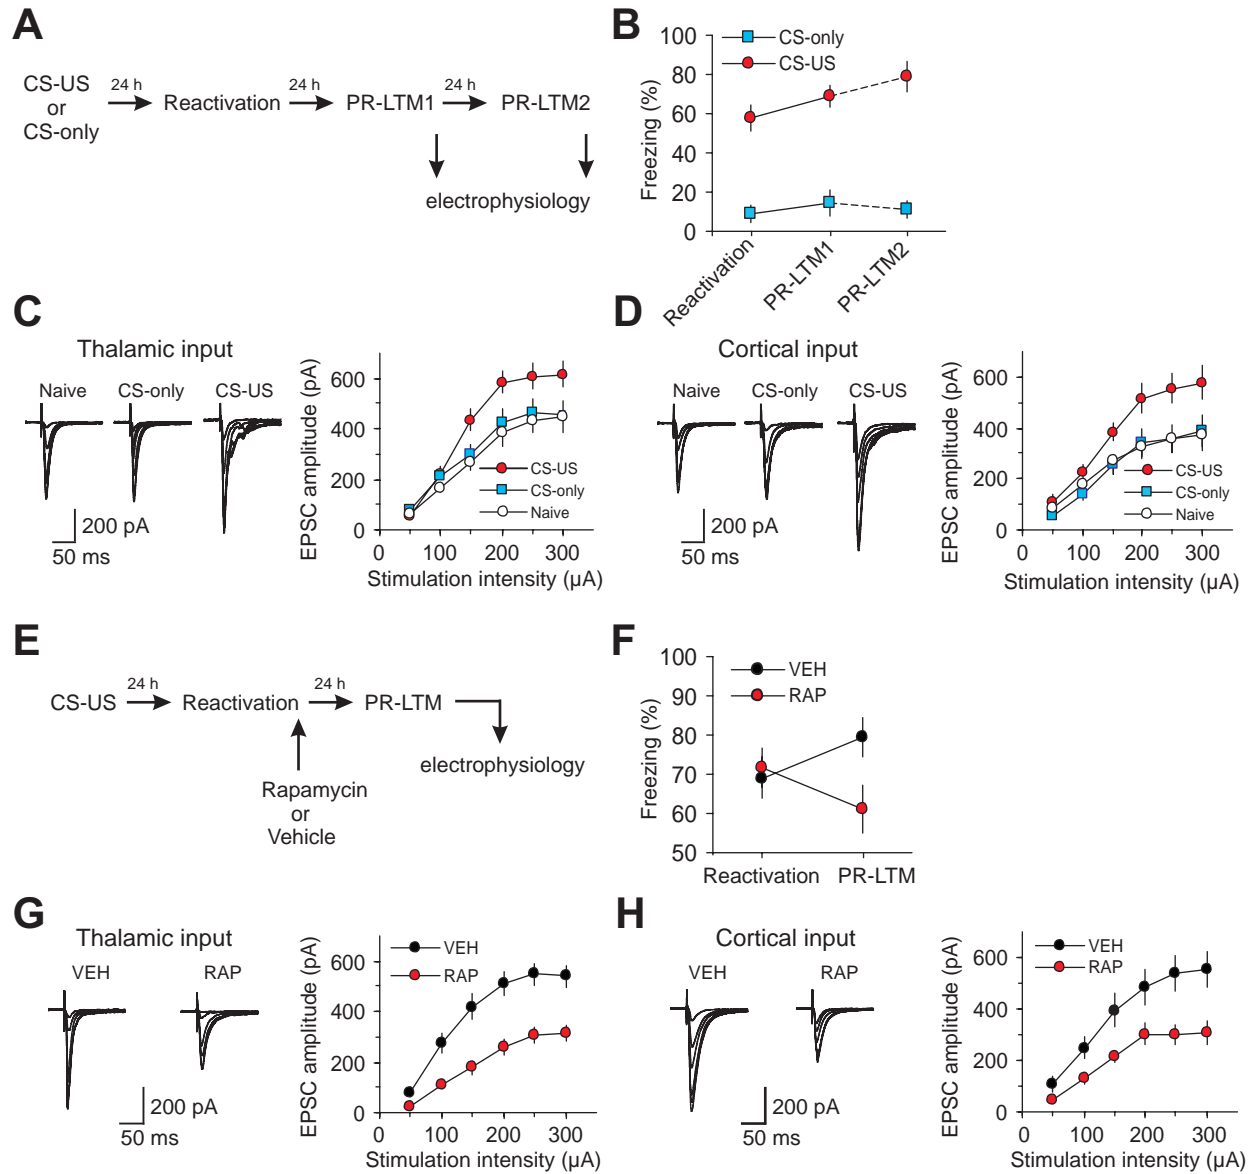 A
CS-US
or
CS-only
24 h
Reactivation
24 h
PR-LTM1
24 h
PR-LTM2
electrophysiology
B
100
80
60
40
20
0
Freezing (%)
CS-only
CS-US
Reactivation
PR-LTM1
PR-LTM2
C
Thalamic input
Naive
CS-only
CS-US
200 pA
50 ms
EPSC amplitude (pA)
600
400
200
0
CS-US
CS-only
Naive
0
100
200
300
Stimulation intensity (µA)
D
Cortical input
Naive
CS-only
CS-US
200 pA
50 ms
EPSC amplitude (pA)
600
400
200
0
CS-US
CS-only
Naive
0
100
200
300
Stimulation intensity (µA)
E
CS-US
24 h
Reactivation
24 h
PR-LTM
electrophysiology
Rapamycin
or
Vehicle
F
100
90
80
70
60
50
Freezing (%)
VEH
RAP
Reactivation
PR-LTM
G
Thalamic input
VEH
RAP
200 pA
50 ms
EPSC amplitude (pA)
600
400
200
0
VEH
RAP
0
100
200
300
Stimulation intensity (µA)
H
Cortical input
VEH
RAP
200 pA
50 ms
EPSC amplitude (pA)
600
400
200
0
VEH
RAP
0
100
200
300
Stimulation intensity (µA)